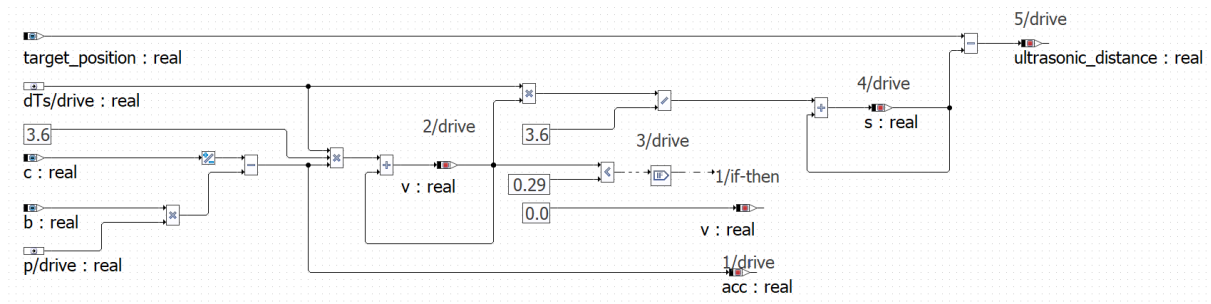 5/drive
target_position : real
ultrasonic_distance : real
dTs/drive : real
4/drive
3.6
2/drive
3.6
s : real
3/drive
c : real
v : real
0.29
1/if-then
b : real
0.0
v : real
p/drive : real
1/drive
acc : real